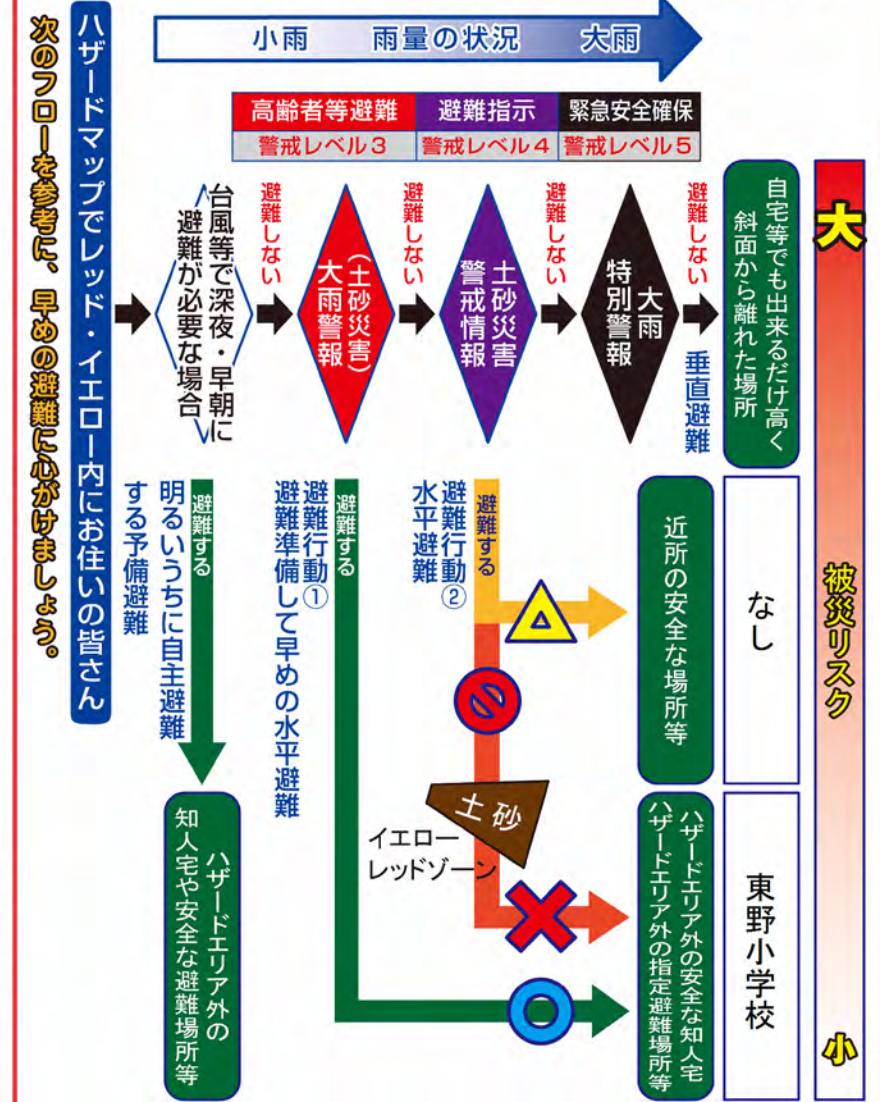 小雨　雨量の状況　大雨
ハザードマップでレッド・イエロー内にお住いの皆さん
次のフローを参考に、早めの避難に心がけましょう。
高齢者等避難
警戒レベル3
避難指示
警戒レベル4
緊急安全確保
警戒レベル5
台風等で深夜・早朝に
避難が必要な場合
避難しない
大雨警報
(土砂災害)
避難しない
土砂災害
警戒情報
避難しない
大雨
特別警報
避難しない
垂直避難
自宅等でも出来るだけ高く
斜面から離れた場所
避難する
明るいうちに自主避難
する予備避難
ハザードエリア外の
知人宅や安全な避難場所等
避難する
避難行動①
避難準備して早めの水平避難
避難する
避難行動②
水平避難
土砂
イエロー
レッドゾーン
近所の安全な場所等
なし
ハザードエリア外の安全な知人宅
ハザードエリア外の指定避難場所等
東野小学校
大
被災リスク
小